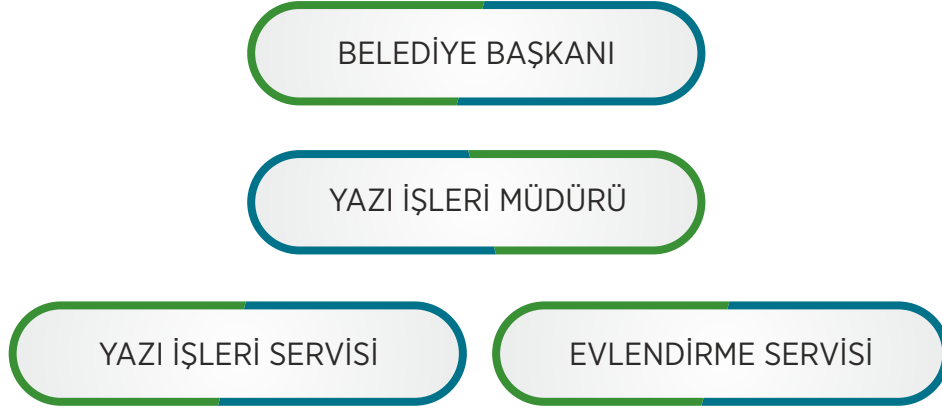 BELEDİYE BAŞKANI
YAZI İŞLERİ MÜDÜRÜ
YAZI İŞLERİ SERVİSİ
EVLENDİRME SERVİSİ